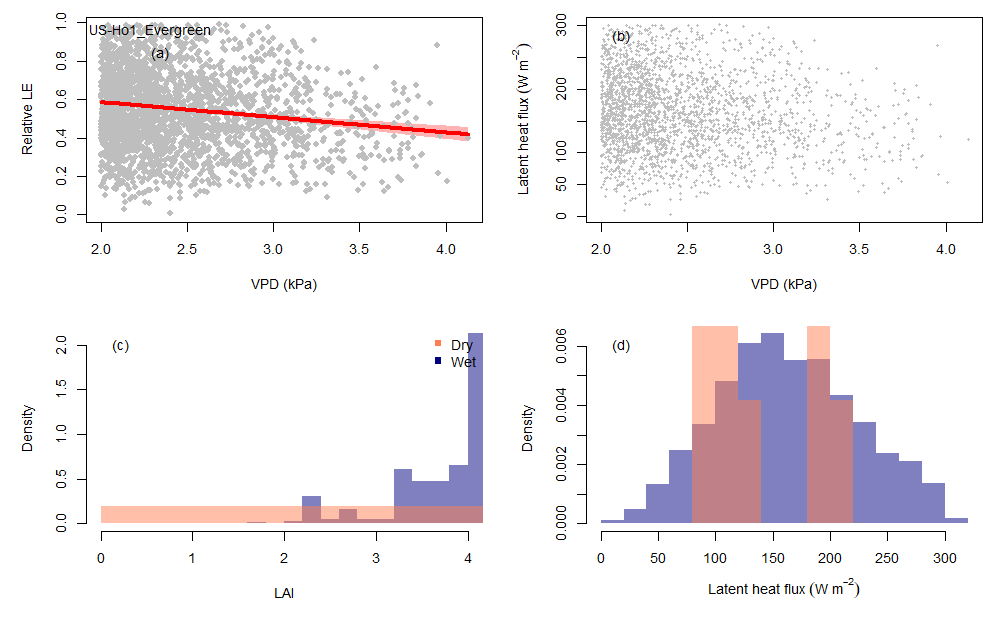 US-Ho1_Evergreen
(a)
Relative LE
0.0 0.2 0.4 0.6 0.8 1.0
2.0 2.5 3.0 3.5 4.0
VPD (kPa)
(b)
Latent heat flux (W m⁻²)
0 50 100 200 300
2.0 2.5 3.0 3.5 4.0
VPD (kPa)
(c)
Dry
Wet
Density
0.0 0.5 1.0 1.5 2.0
0 1 2 3 4
LAI
(d)
Density
0.000 0.002 0.004 0.006
0 50 100 150 200 250 300
Latent heat flux (W m⁻²)